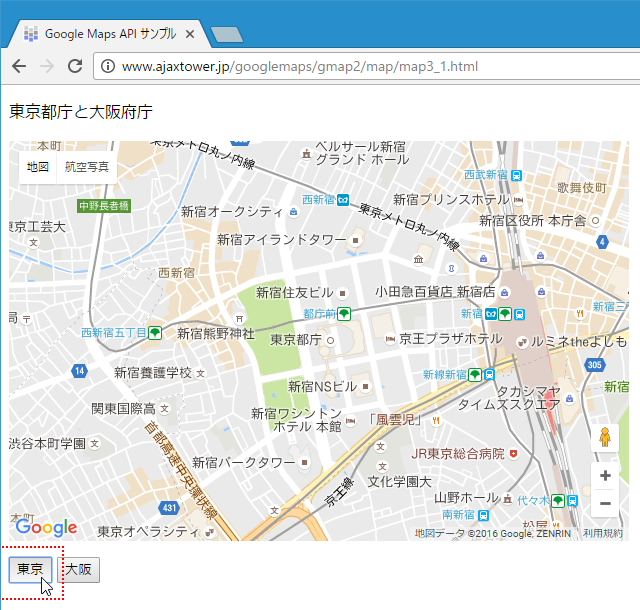 Google Maps API サンプル
www.ajaxtower.jp/googlemaps/gmap2/map/map3_1.html
東京都庁と大阪府庁
本町
東京メトロ丸ノ内線
ベルサール新宿
グランド ホール
地図
航空写真
西武新宿
歌舞伎町
中野長者橋
西新宿
新宿プリンスホテル
新宿オークシティ
東京メトロ丸ノ内線
新宿区役所 本庁舎
東京工芸大
新宿アイランドタワー
4
西新宿
新宿住友ビル
小田急百貨店 新宿店
都庁前
新宿
新宿三
西新宿五丁目
新宿熊野神社
東京都庁
京王プラザホテル
ルミネtheよしも
305
14
新宿養護学校
新線新宿
新宿NSビル
タカシマヤ
タイムズスクエア
関東国際高
新宿ワシントン
ホテル 本館
「風雲児」
渋谷本町学園
首都高速中央環状線
JR東京総合病院
新宿パークタワー
文化学園大
京王線
山野ホール
代々木
431
本町
Google
東京オペラシティ
南新宿
地図データ ©2016 Google, ZENRIN
利用規約
東京
大阪